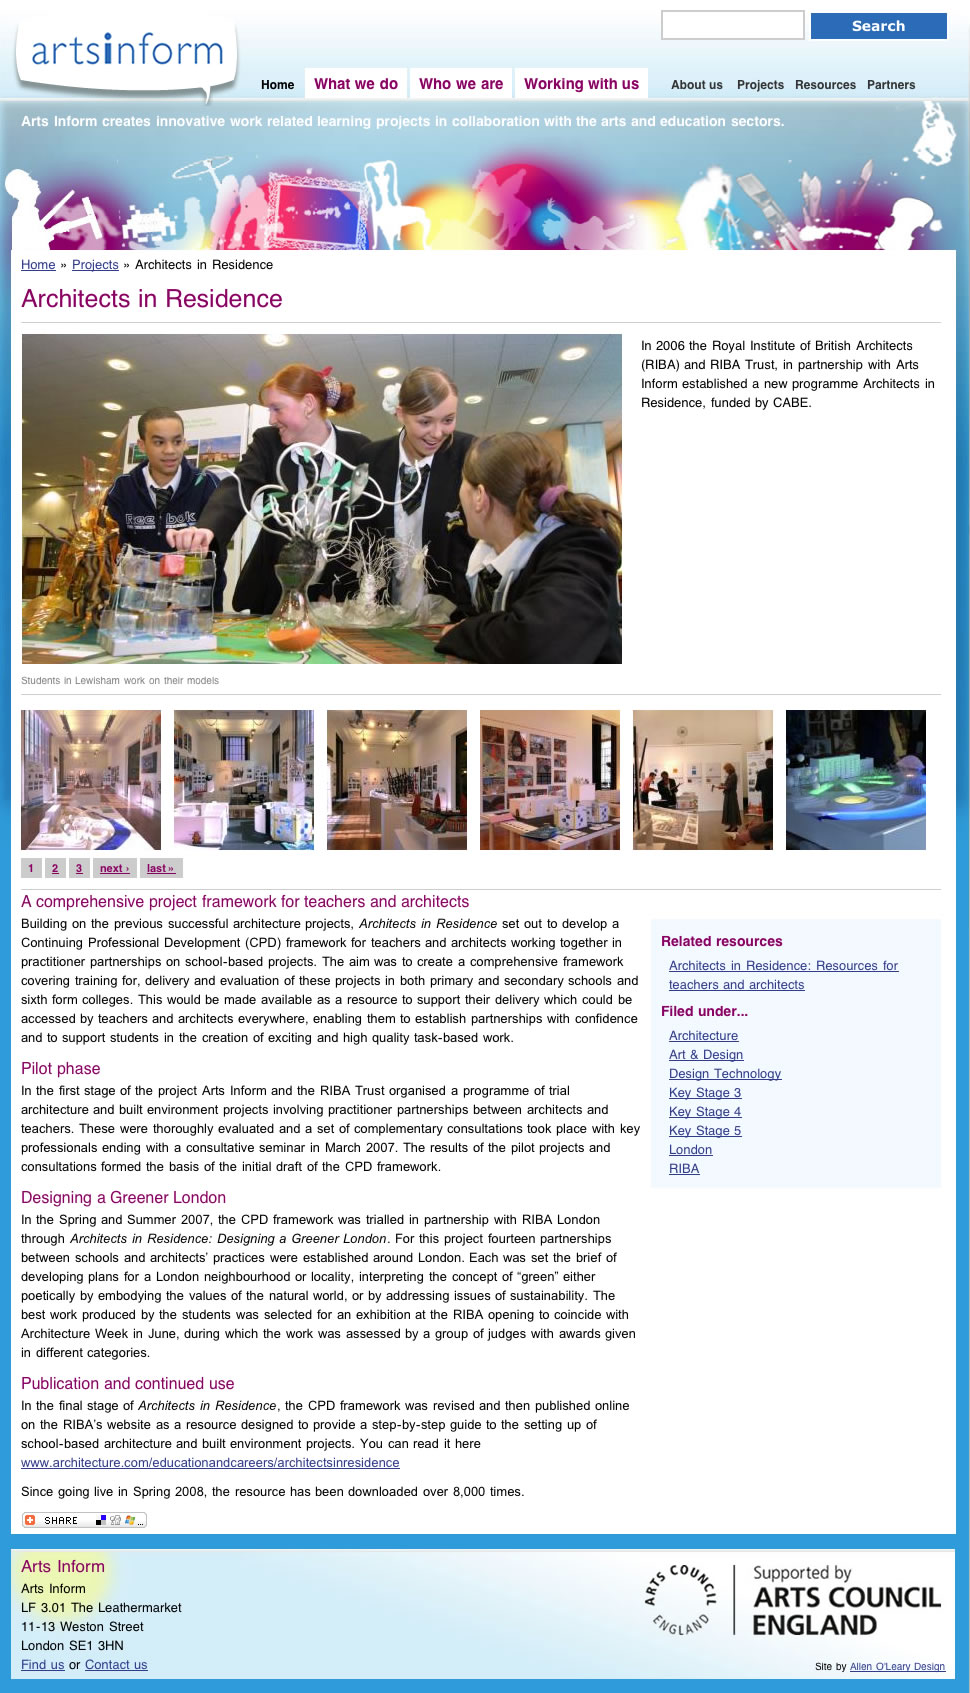 artsinform
Search
Home What we do Who we are Working with us About us Projects Resources Partners
Arts Inform creates innovative work related learning projects in collaboration with the arts and education sectors.
Home » Projects » Architects in Residence
Architects in Residence
In 2006 the Royal Institute of British Architects
(RIBA) and RIBA Trust, in partnership with Arts
Inform established a new programme Architects in
Residence, funded by CABE.
Reebok
Students in Lewisham work on their models
1 2 3 next › last »
A comprehensive project framework for teachers and architects
Building on the previous successful architecture projects, Architects in Residence set out to develop a
Continuing Professional Development (CPD) framework for teachers and architects working together in
practitioner partnerships on school-based projects. The aim was to create a comprehensive framework
covering training for, delivery and evaluation of these projects in both primary and secondary schools and
sixth form colleges. This would be made available as a resource to support their delivery which could be
accessed by teachers and architects everywhere, enabling them to establish partnerships with confidence
and to support students in the creation of exciting and high quality task-based work.
Pilot phase
In the first stage of the project Arts Inform and the RIBA Trust organised a programme of trial
architecture and built environment projects involving practitioner partnerships between architects and
teachers. These were thoroughly evaluated and a set of complementary consultations took place with key
professionals ending with a consultative seminar in March 2007. The results of the pilot projects and
consultations formed the basis of the initial draft of the CPD framework.
Designing a Greener London
In the Spring and Summer 2007, the CPD framework was trialled in partnership with RIBA London
through Architects in Residence: Designing a Greener London. For this project fourteen partnerships
between schools and architects’ practices were established around London. Each was set the brief of
developing plans for a London neighbourhood or locality, interpreting the concept of “green” either
poetically by embodying the values of the natural world, or by addressing issues of sustainability. The
best work produced by the students was selected for an exhibition at the RIBA opening to coincide with
Architecture Week in June, during which the work was assessed by a group of judges with awards given
in different categories.
Publication and continued use
In the final stage of Architects in Residence, the CPD framework was revised and then published online
on the RIBA’s website as a resource designed to provide a step-by-step guide to the setting up of
school-based architecture and built environment projects. You can read it here
www.architecture.com/educationandcareers/architectsinresidence
Since going live in Spring 2008, the resource has been downloaded over 8,000 times.
SHARE ...
Related resources
Architects in Residence: Resources for
teachers and architects
Filed under...
Architecture
Art & Design
Design Technology
Key Stage 3
Key Stage 4
Key Stage 5
London
RIBA
Arts Inform
Arts Inform
LF 3.01 The Leathermarket
11-13 Weston Street
London SE1 3HN
Find us or Contact us
ARTS COUNCIL
ENGLAND
Supported by
ARTS COUNCIL
ENGLAND
Site by Allen O'Leary Design